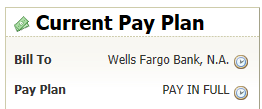 Current Pay Plan
Bill To Wells Fargo Bank, N.A.
Pay Plan PAY IN FULL